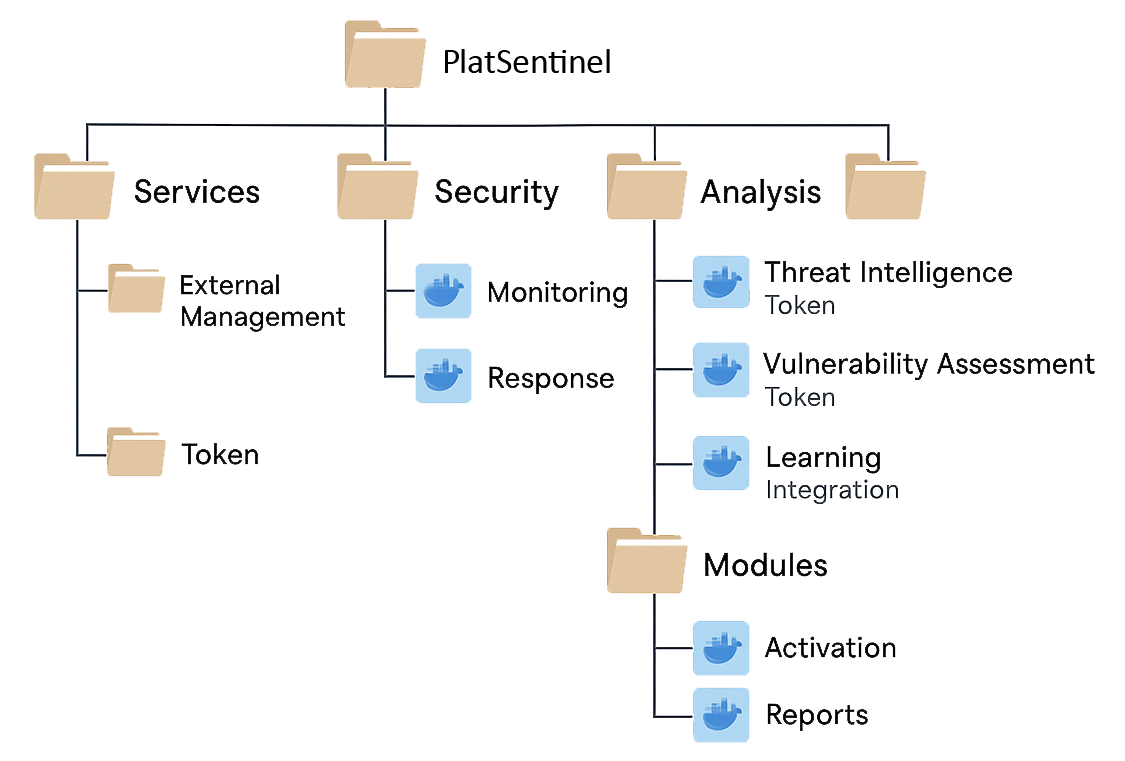 PlatSentinel
Services
Security
Analysis
External
Management
Token
Monitoring
Response
Threat Intelligence
Token
Vulnerability Assessment
Token
Learning
Integration
Modules
Activation
Reports